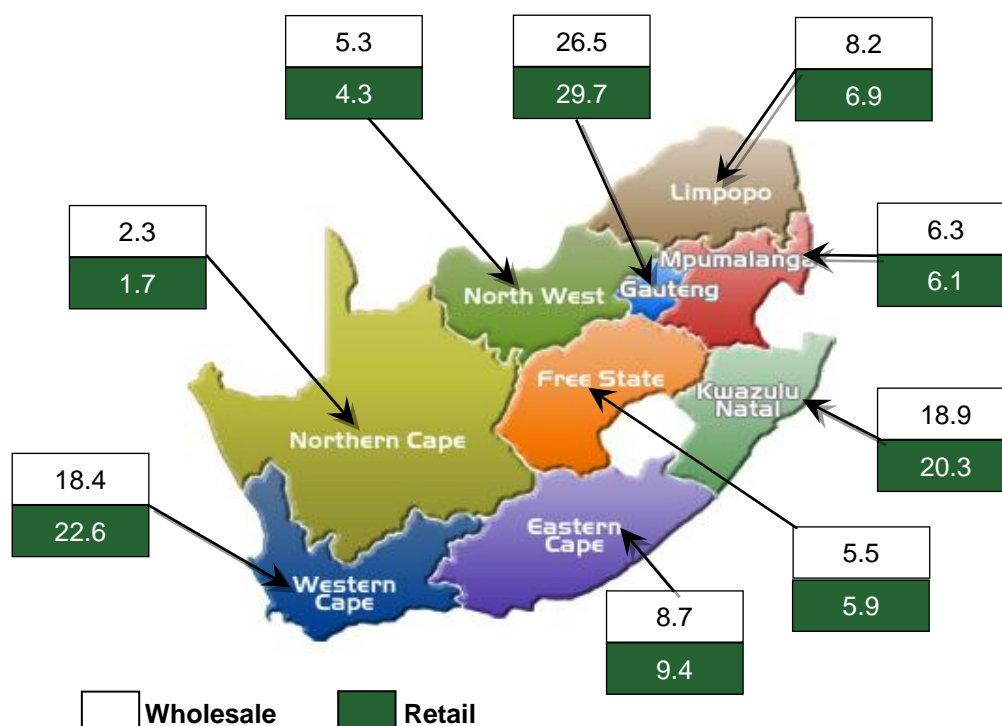 5.3
4.3
26.5
29.7
8.2
6.9
Limpopo
2.3
1.7
6.3
6.1
Mpumalanga
North West
Gauteng
Free State
Kwazulu
Natal
18.9
20.3
Northern Cape
18.4
22.6
Eastern
Cape
5.5
5.9
Western
Cape
8.7
9.4
Wholesale
Retail